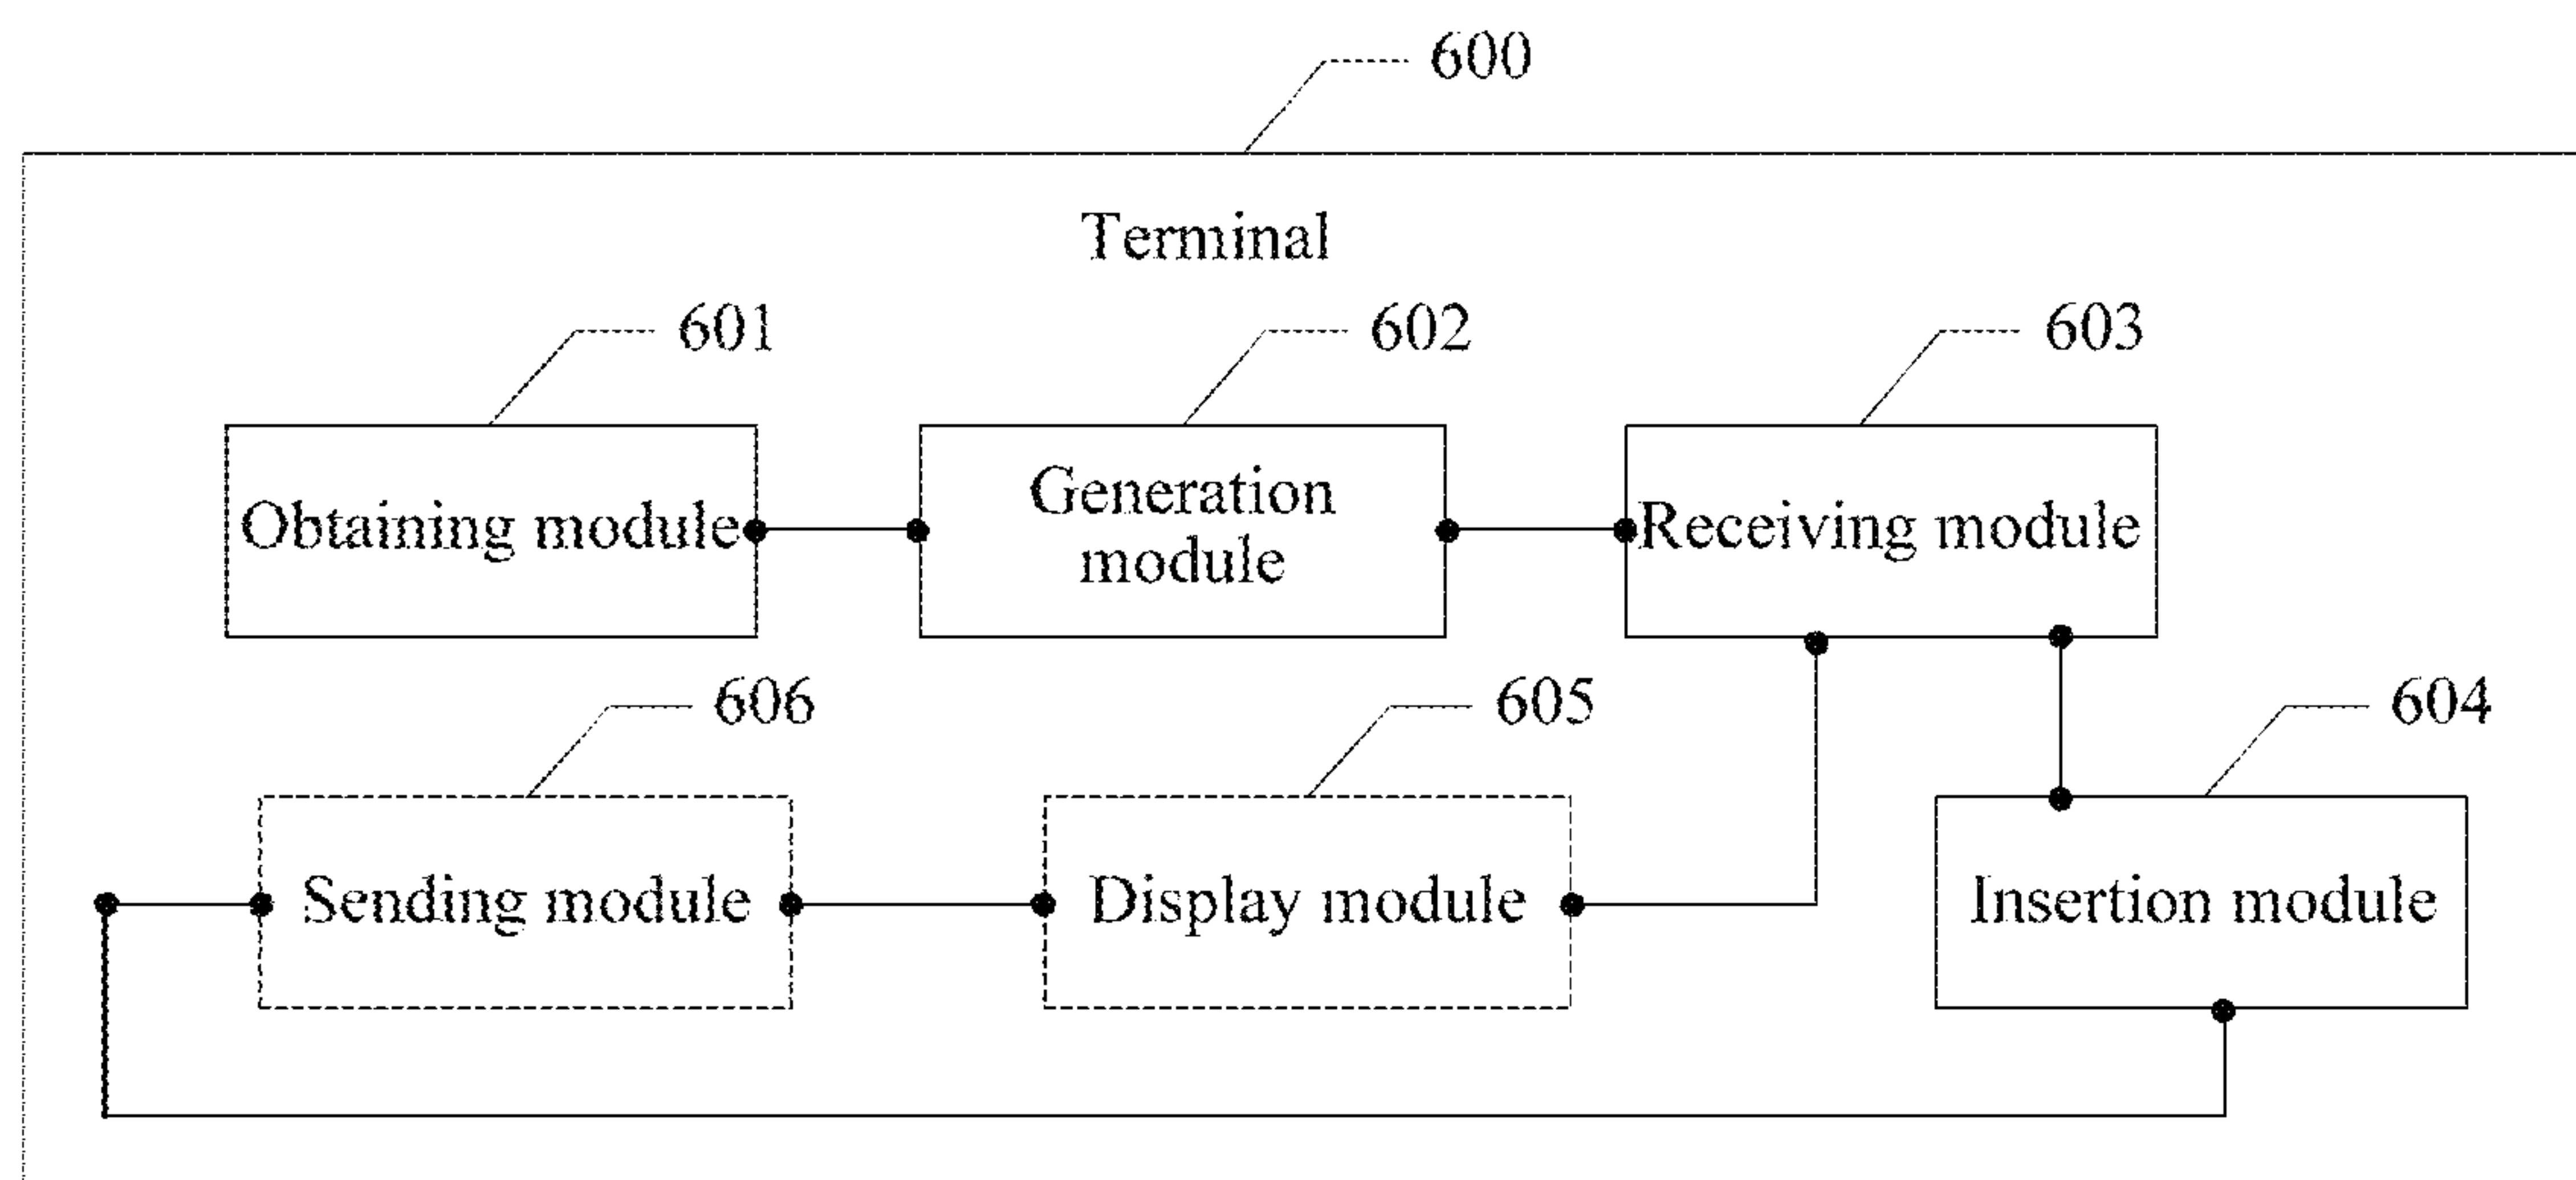 600
Terminal
601
602
603
Obtaining module
Generation
module
Receiving module
606
605
604
Sending module
Display module
Insertion module